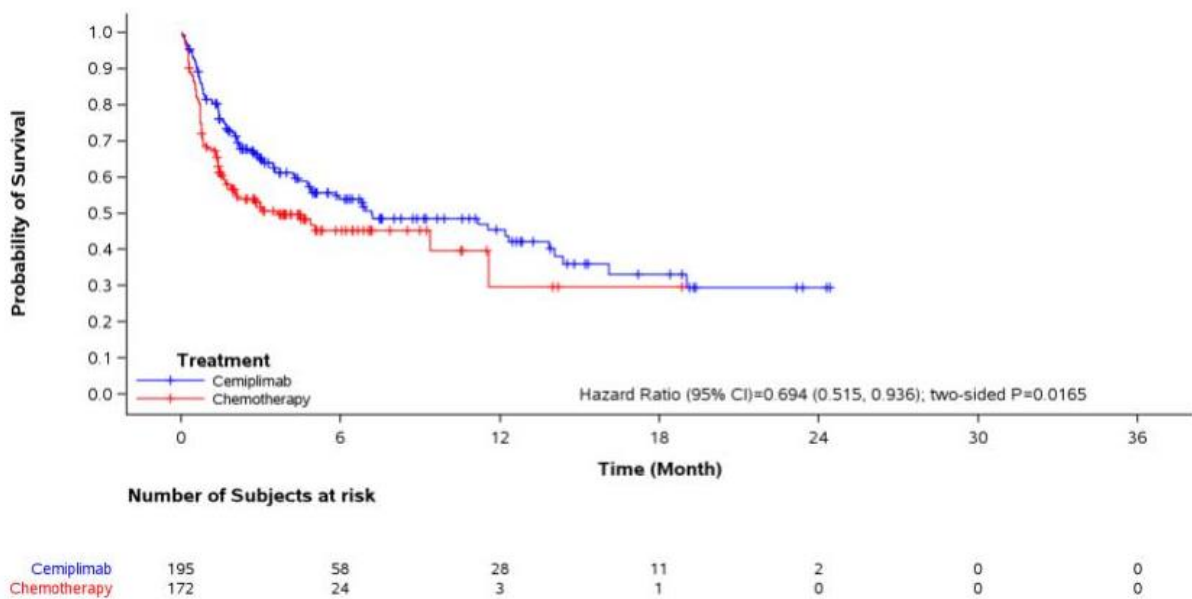 Probability of Survival
1.0
0.9
0.8
0.7
0.6
0.5
0.4
0.3
0.2
0.1
0.0
Treatment
Cemiplimab
Chemotherapy
Hazard Ratio (95% CI)=0.694 (0.515, 0.936); two-sided P=0.0165
0 6 12 18 24 30 36
Time (Month)
Number of Subjects at risk
Cemiplimab 195 58 28 11 2 0 0
Chemotherapy 172 24 3 1 0 0 0